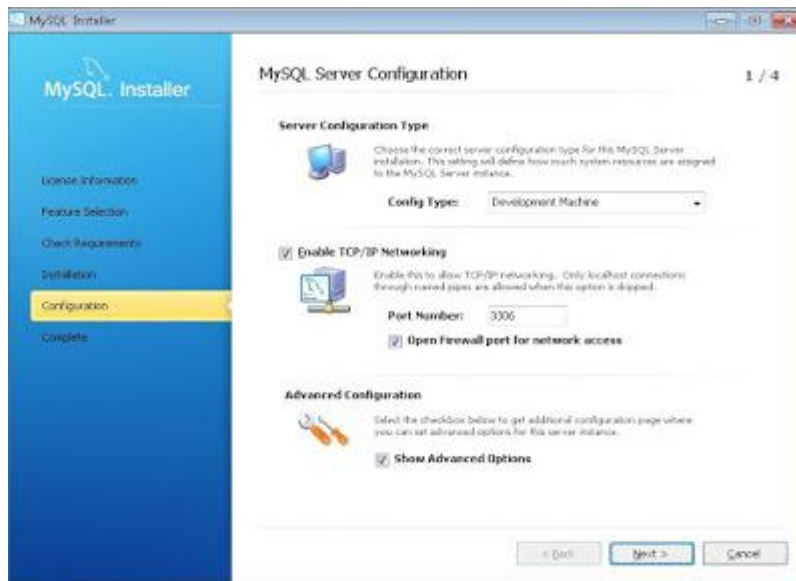 MySQL Installer
MySQL. Installer
License Information
Feature Selection
Check Requirements
Installation
Configuration
Complete
MySQL Server Configuration
1 / 4
Server Configuration Type
Choose the correct server configuration type for this MySQL Server
installation. This setting will define how much system resources are assigned
to the MySQL Server instance.
Config Type:
Development Machine
Enable TCP/IP Networking
Enable this to allow TCP/IP networking. Only localhost connections
through named pipes are allowed when this option is skipped.
Port Number:
3306
Open Firewall port for network access
Advanced Configuration
Select the checkbox below to get additional configuration page where
you can set advanced options for this server instance.
Show Advanced Options
< Back
Next >
Cancel